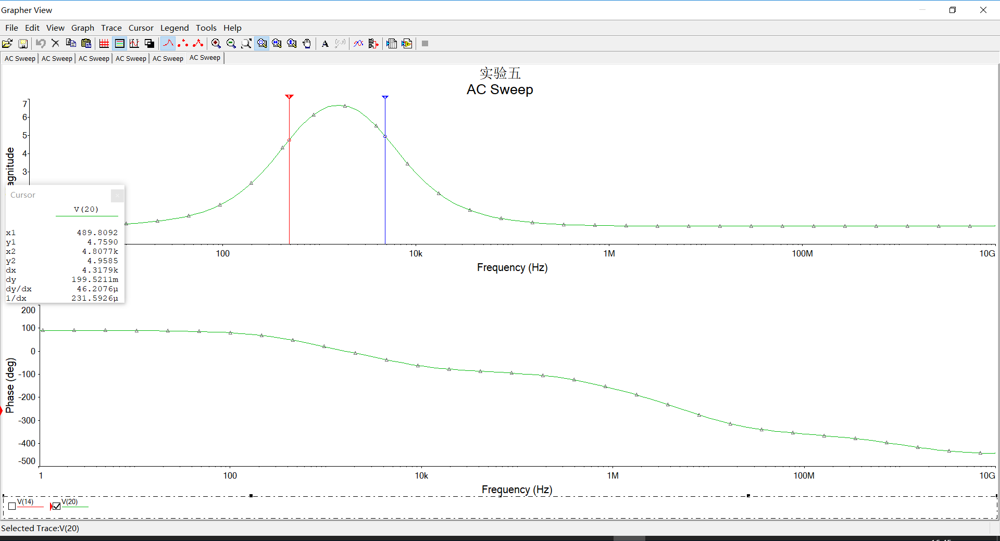 Grapher View
File Edit View Graph Trace Cursor Legend Tools Help
AC Sweep AC Sweep AC Sweep AC Sweep AC Sweep AC Sweep
实验五
AC Sweep
7
6
5
4
3
Cursor
V(20)
x1 489.8092
y1 4.7590
x2 4.8077k
y2 4.9585
dx 4.3179k
dy 199.5211m
dy/dx 46.2076µ
1/dx 231.5926µ
100 10k 1M 100M 10G
Frequency (Hz)
Phase (deg)
200
100
0
-100
-200
-300
-400
-500
1 100 10k 1M 100M 10G
Frequency (Hz)
V(14) V(20)
Selected Trace:V(20)